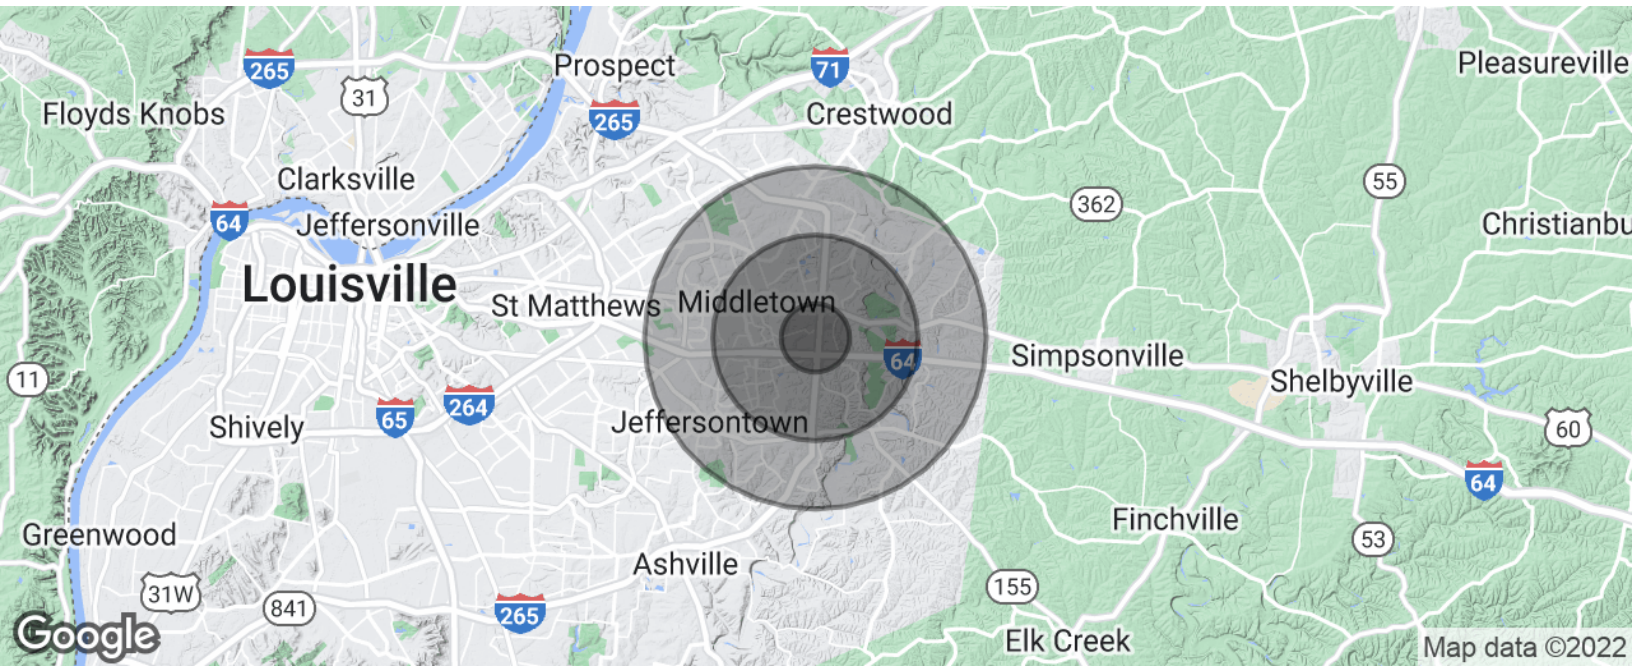 Prospect
71
Pleasureville
265
31
Floyds Knobs
265
Crestwood
Clarksville
55
362
64
Jeffersonville
Christianbu
Louisville
St Matthews
Middletown
64
Simpsonville
11
Shelbyville
264
65
Shively
Jeffersontown
60
64
Greenwood
Finchville
53
Ashville
31W
155
841
265
Google
Elk Creek
Map data ©2022